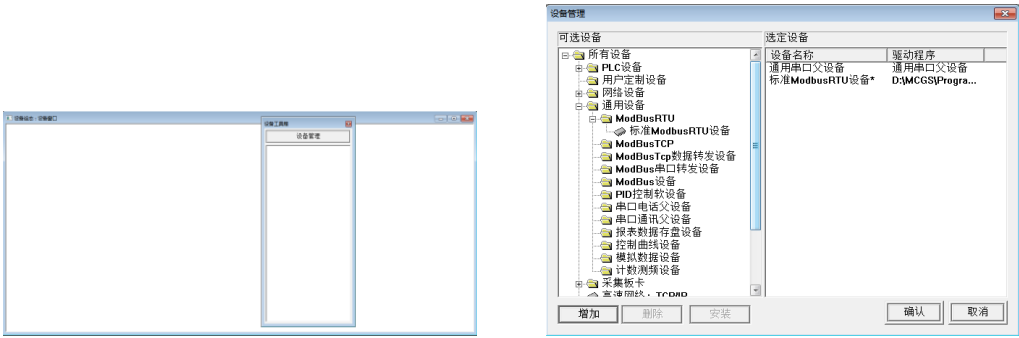 设备组态 - 设备窗口
设备工具箱
设备管理
设备管理
可选设备
选定设备
所有设备
PLC设备
用户定制设备
网络设备
通用设备
ModBusRTU
标准ModbusRTU设备
ModBusTCP
ModBusTcp数据转发设备
ModBus串口转发设备
ModBus设备
PID控制软设备
串口电话父设备
串口通讯父设备
报表数据存盘设备
控制曲线设备
模拟数据设备
计数测频设备
采集板卡
高速网络：TCP/IP
设备名称 驱动程序
通用串口父设备 通用串口父设备
标准ModbusRTU设备* D:\MCGS\Progra...
增加 删除 安装 确认 取消